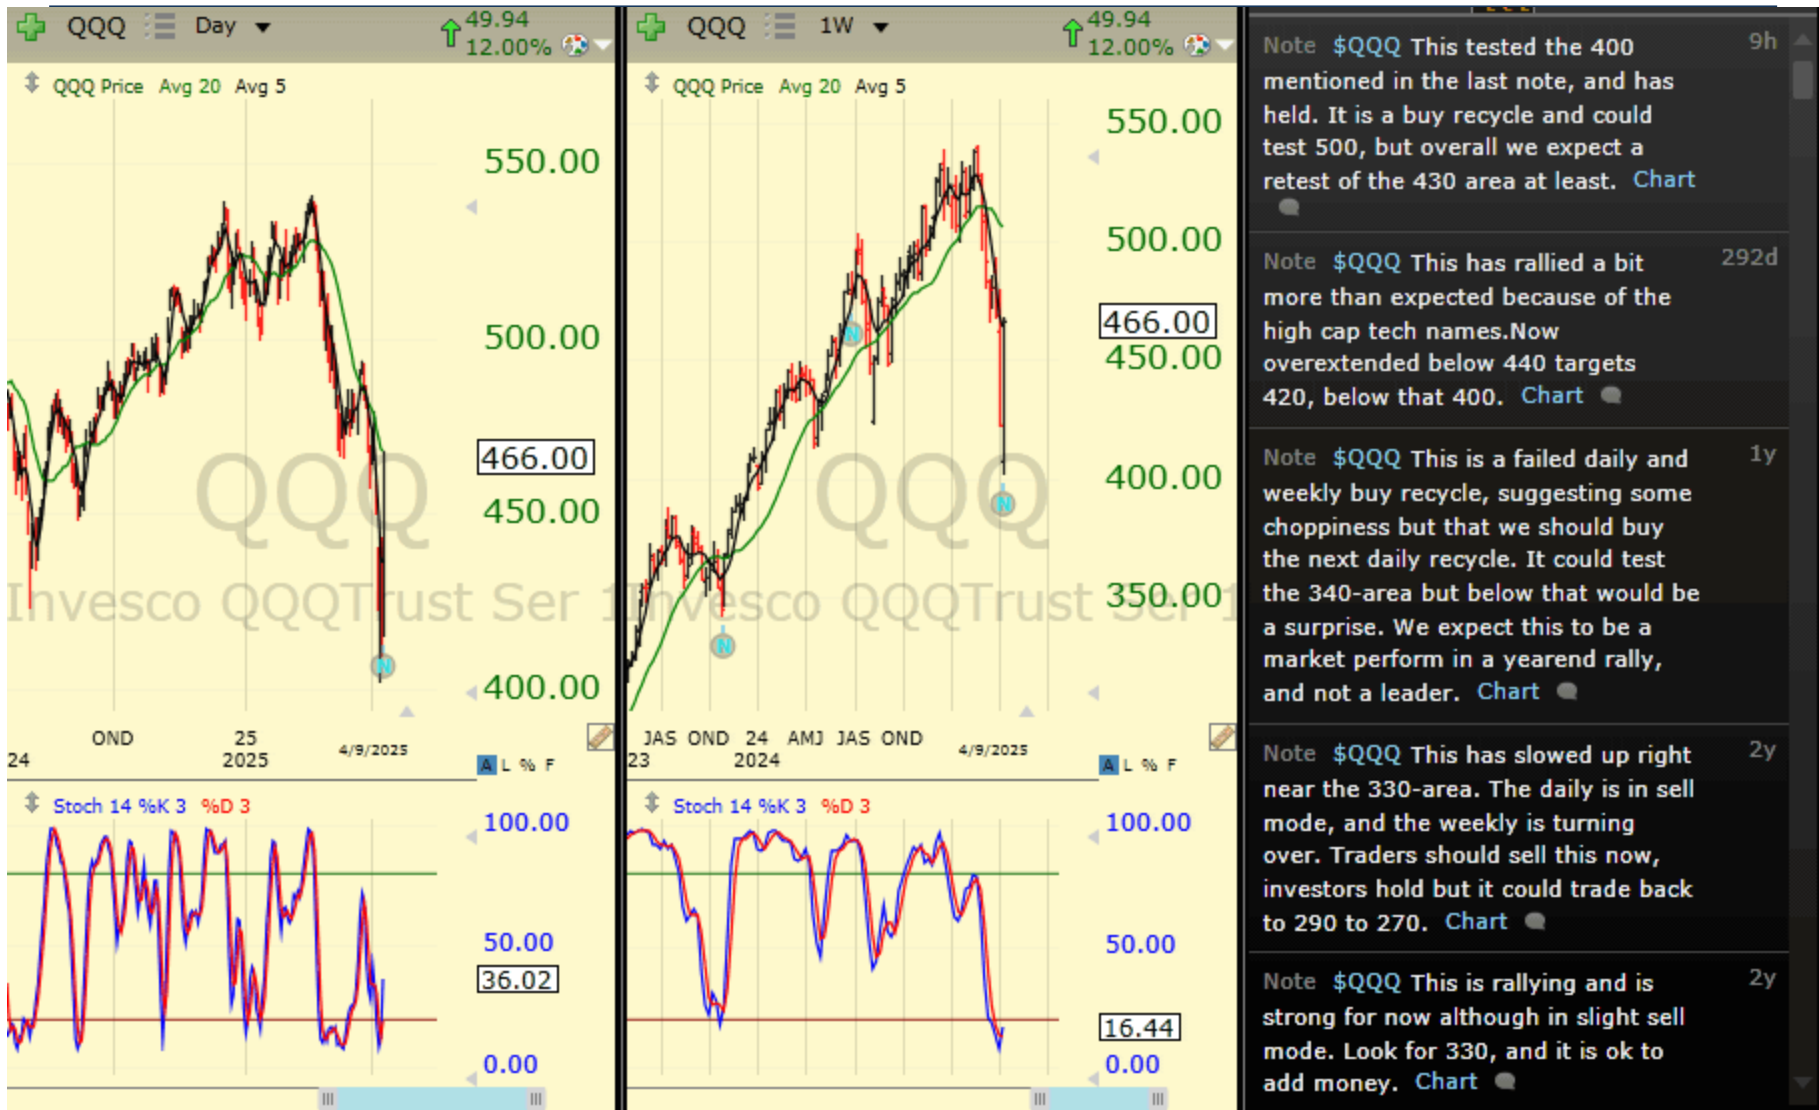 QQQ Day 49.94
12.00%
QQQ Price Avg 20 Avg 5
550.00
500.00
466.00
450.00
400.00
QQQ
Invesco QQQTrust Ser 1
OND 25
24 2025 4/9/2025
A L % F
Stoch 14 %K 3 %D 3
100.00
50.00
36.02
0.00
N
QQQ 1W 49.94
12.00%
QQQ Price Avg 20 Avg 5
550.00
500.00
466.00
450.00
400.00
350.00
QQQ
Invesco QQQTrust Ser 1
N
N
N
JAS OND 24 AMJ JAS OND
23 2024 4/9/2025
A L % F
Stoch 14 %K 3 %D 3
100.00
50.00
16.44
0.00
Note $QQQ This tested the 400 9h
mentioned in the last note, and has
held. It is a buy recycle and could
test 500, but overall we expect a
retest of the 430 area at least. Chart
Note $QQQ This has rallied a bit 292d
more than expected because of the
high cap tech names.Now
overextended below 440 targets
420, below that 400. Chart
Note $QQQ This is a failed daily and 1y
weekly buy recycle, suggesting some
choppiness but that we should buy
the next daily recycle. It could test
the 340-area but below that would be
a surprise. We expect this to be a
market perform in a yearend rally,
and not a leader. Chart
Note $QQQ This has slowed up right 2y
near the 330-area. The daily is in sell
mode, and the weekly is turning
over. Traders should sell this now,
investors hold but it could trade back
to 290 to 270. Chart
Note $QQQ This is rallying and is 2y
strong for now although in slight sell
mode. Look for 330, and it is ok to
add money. Chart